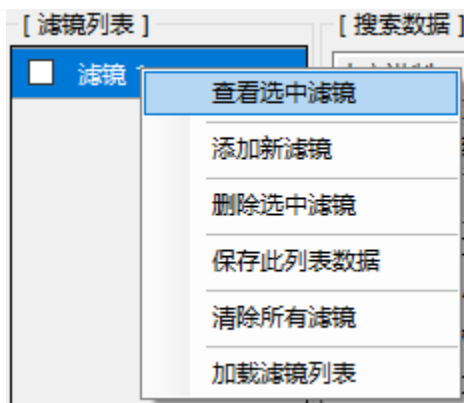 [ 滤镜列表 ]
[ 搜索数据 ]
滤镜
查看选中滤镜
添加新滤镜
删除选中滤镜
保存此列表数据
清除所有滤镜
加载滤镜列表